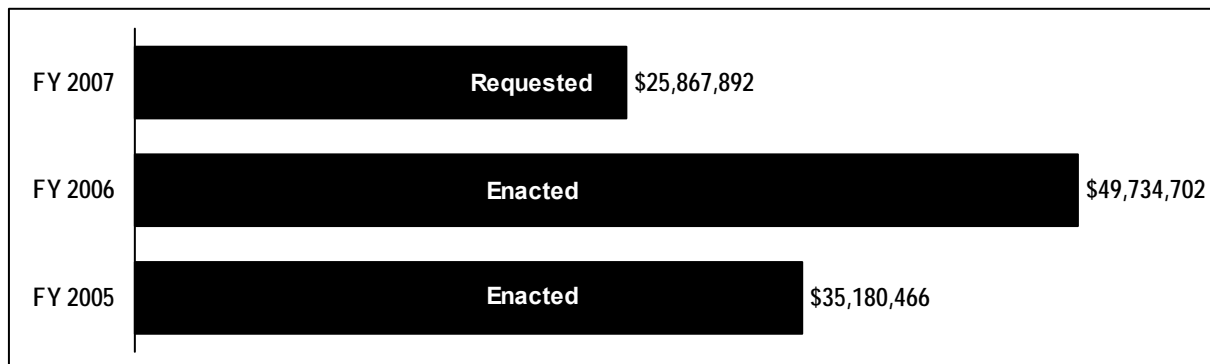 FY 2007 Requested $25,867,892
FY 2006 Enacted $49,734,702
FY 2005 Enacted $35,180,466